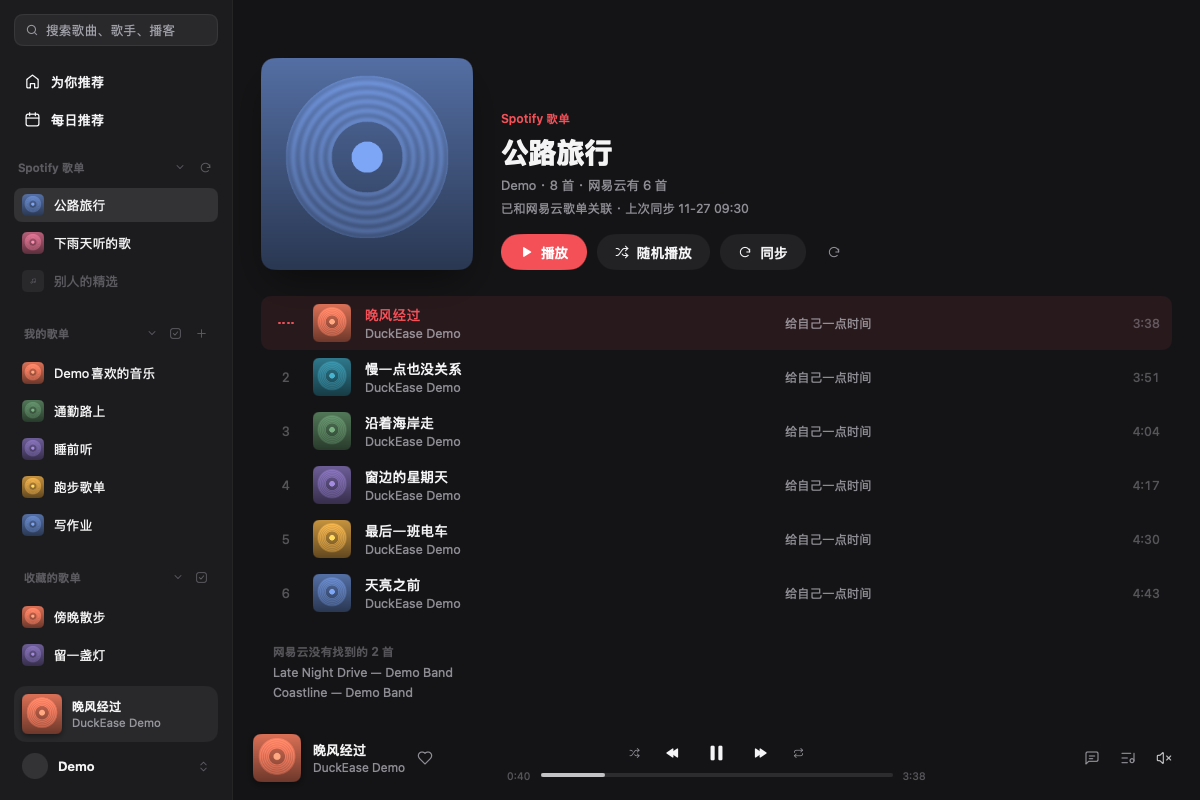 搜索歌曲、歌手、播客
为你推荐
每日推荐
Spotify 歌单
公路旅行
下雨天听的歌
别人的精选
我的歌单
Demo喜欢的音乐
通勤路上
睡前听
跑步歌单
写作业
收藏的歌单
傍晚散步
留一盏灯
晚风经过
DuckEase Demo
Demo
Spotify 歌单
公路旅行
Demo · 8 首 · 网易云有 6 首
已和网易云歌单关联 · 上次同步 11-27 09:30
播放 随机播放 同步
晚风经过
DuckEase Demo
给自己一点时间
3:38
2
慢一点也没关系
DuckEase Demo
给自己一点时间
3:51
3
沿着海岸走
DuckEase Demo
给自己一点时间
4:04
4
窗边的星期天
DuckEase Demo
给自己一点时间
4:17
5
最后一班电车
DuckEase Demo
给自己一点时间
4:30
6
天亮之前
DuckEase Demo
给自己一点时间
4:43
网易云没有找到的 2 首
Late Night Drive — Demo Band
Coastline — Demo Band
晚风经过
DuckEase Demo
0:40
3:38